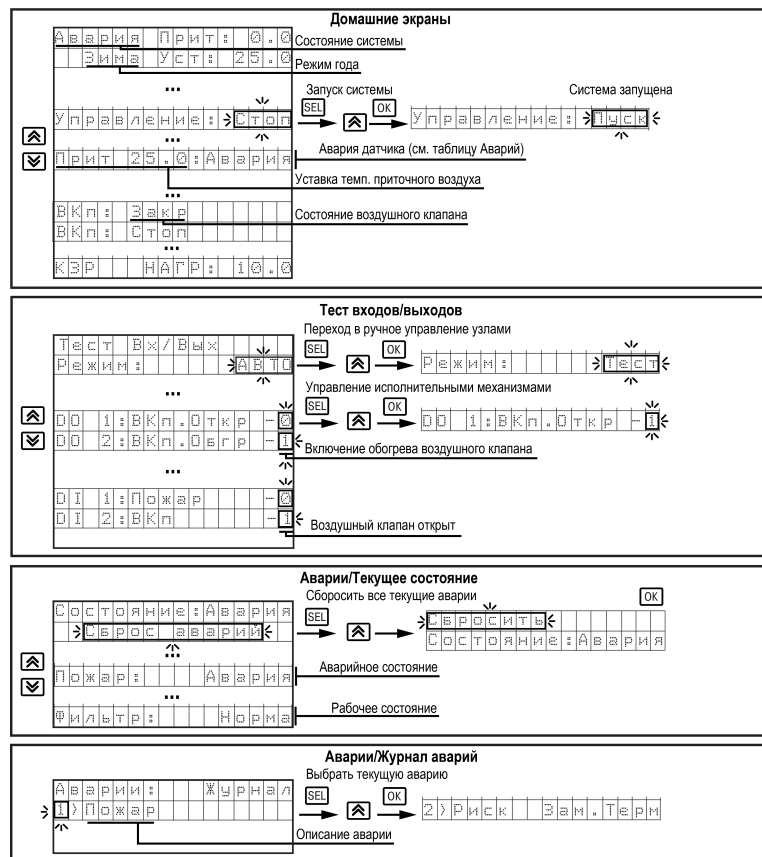 Домашние экраны
Авария Прит: 0.0
Состояние системы
Зима Уст: 25.0
Режим года
...
Запуск системы
Система запущена
Управление: Стоп
SEL
OK
Управление: Пуск
...
Прит 25.0:Авария
Авария датчика (см. таблицу Аварий)
Уставка темп. приточного воздуха
...
ВКп: Закр
Состояние воздушного клапана
ВКп: Стоп
...
КЗР НАГР: 10.0
Тест входов/выходов
Переход в ручное управление узлами
Тест Вх/Вых
Режим: АВТО
SEL
OK
Режим: Тест
...
Управление исполнительными механизмами
DO 1:ВКп.Откр -0
SEL
OK
DO 1:ВКп.Откр -1
DO 2:ВКп.Обгр -1
Включение обогрева воздушного клапана
...
DI 1:Пожар -0
DI 2:ВКп -1
Воздушный клапан открыт
Аварии/Текущее состояние
Сбросить все текущие аварии
OK
Состояние:Авария
SEL
Сбросить
Сброс аварий
Состояние:Авария
...
Пожар: Авария
Аварийное состояние
...
Фильтр: Норма
Рабочее состояние
Аварии/Журнал аварий
Выбрать текущую аварию
Аварии: Журнал
SEL
OK
1)Пожар
2)Риск Зам.Терм
Описание аварии